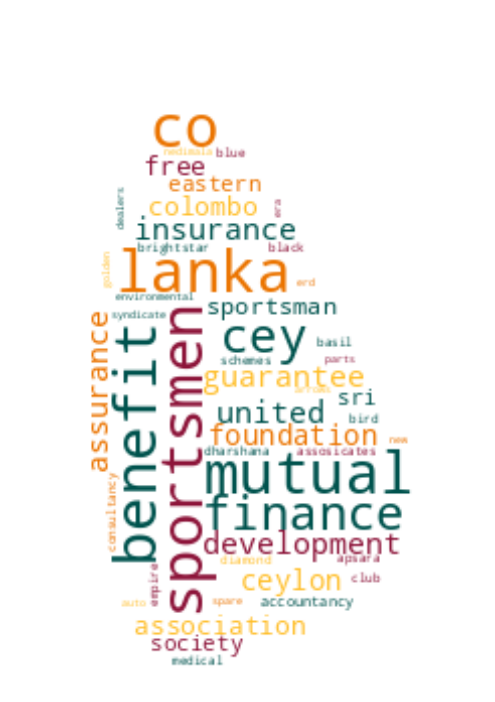 co
nedimala
blue
free
eastern
dealers
colombo
era
insurance
brightstar
black
golden
lanka
erd
environmental
sportsman
syndicate
assurance
benefit
sportsmen
cey
basil
schemes
parts
guarantee
sri
united
bird
foundation
new
dharshana
assosicates
mutual
consultancy
finance
development
diamond
apsara
empire
ceylon
club
auto
spare
accountancy
association
society
medical